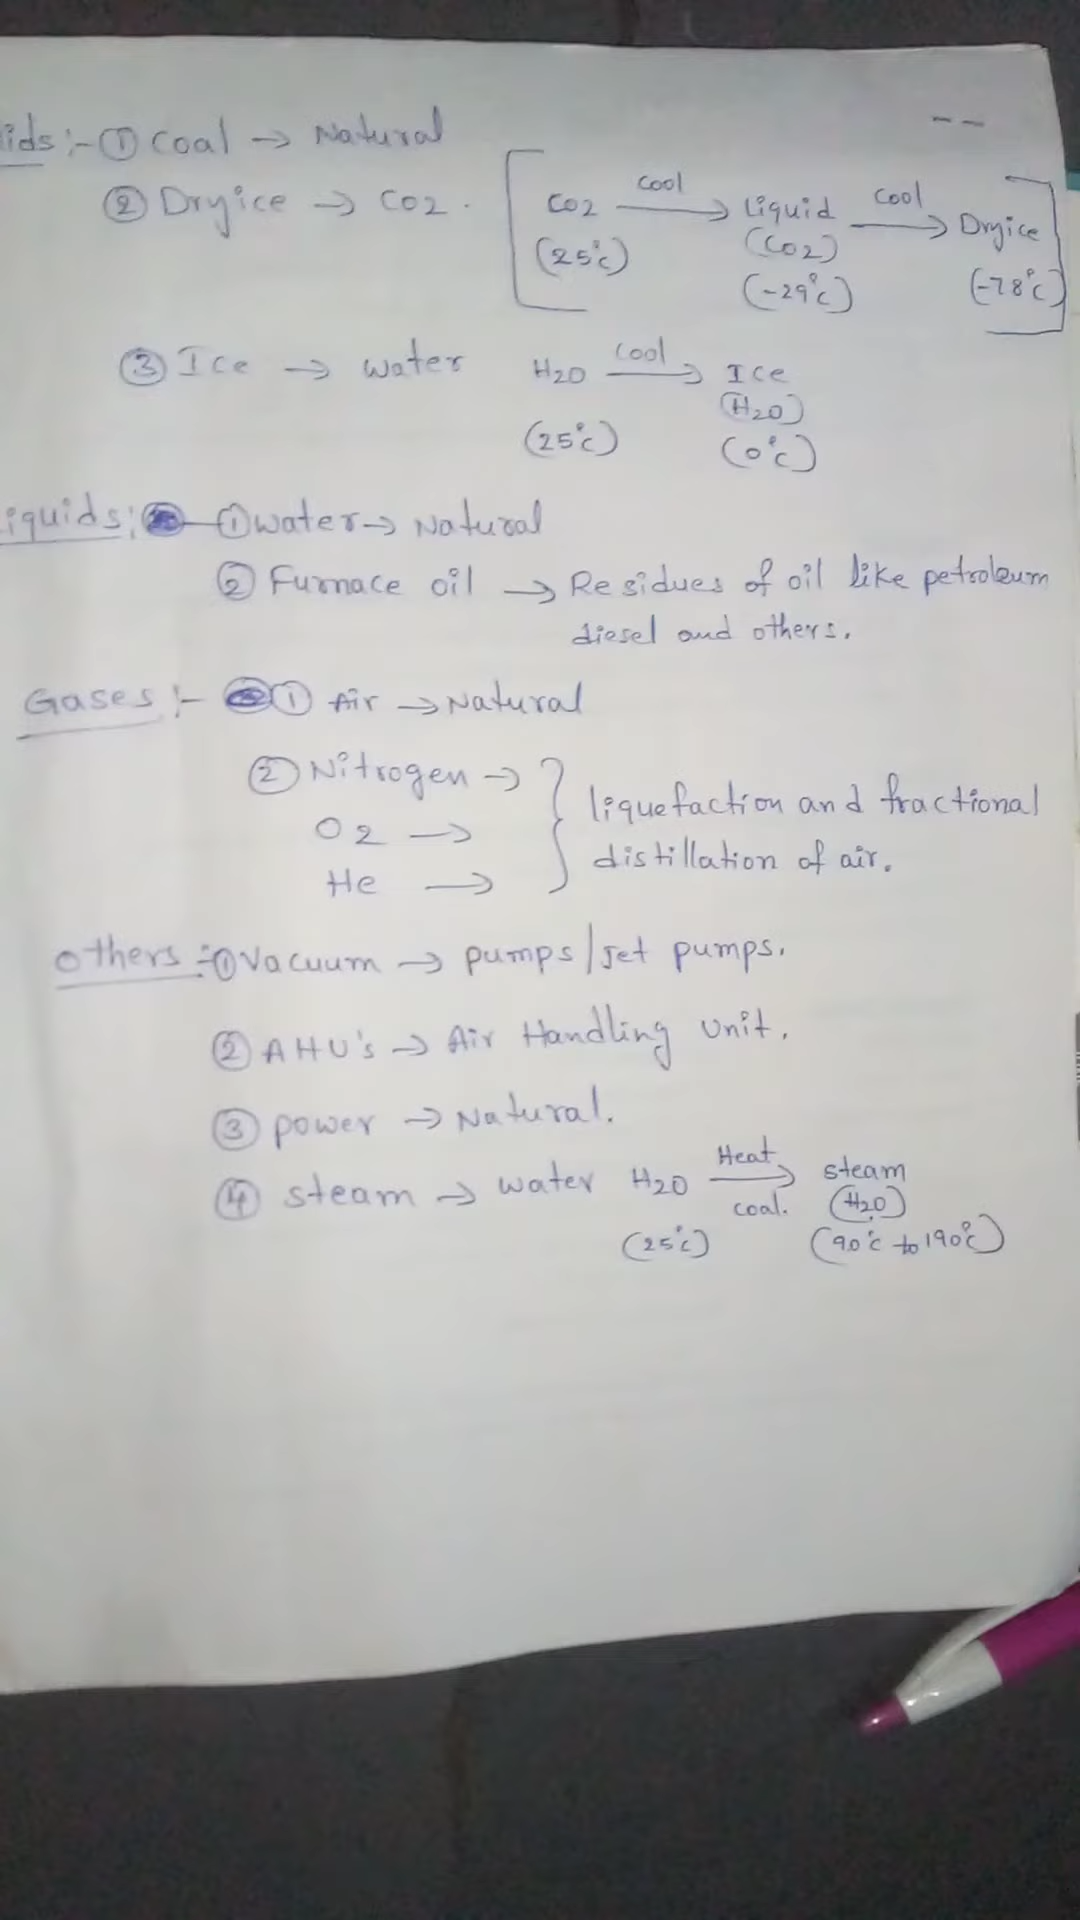 ids :- ① Coal → Natural
② Dryice → CO2. [CO2 cool→ Liquid cool→ Dryice]
(25°c) (CO2) (-29°c) (-78°c)
③ Ice → water H2O cool→ Ice
(H2O)
(25°c) (0°c)
iquids: ① water → Natural
② Furnace oil → Residues of oil like petroleum
diesel and others.
Gases :- ① Air → Natural
② Nitrogen → } liquefaction and fractional
O2 → distillation of air.
He →
Others :- ① Vacuum → pumps/jet pumps.
② AHU's → Air Handling Unit.
③ power → Natural.
④ steam → water H2O Heat→ steam
coal. (H2O)
(25°c) (90°c to 190°c)